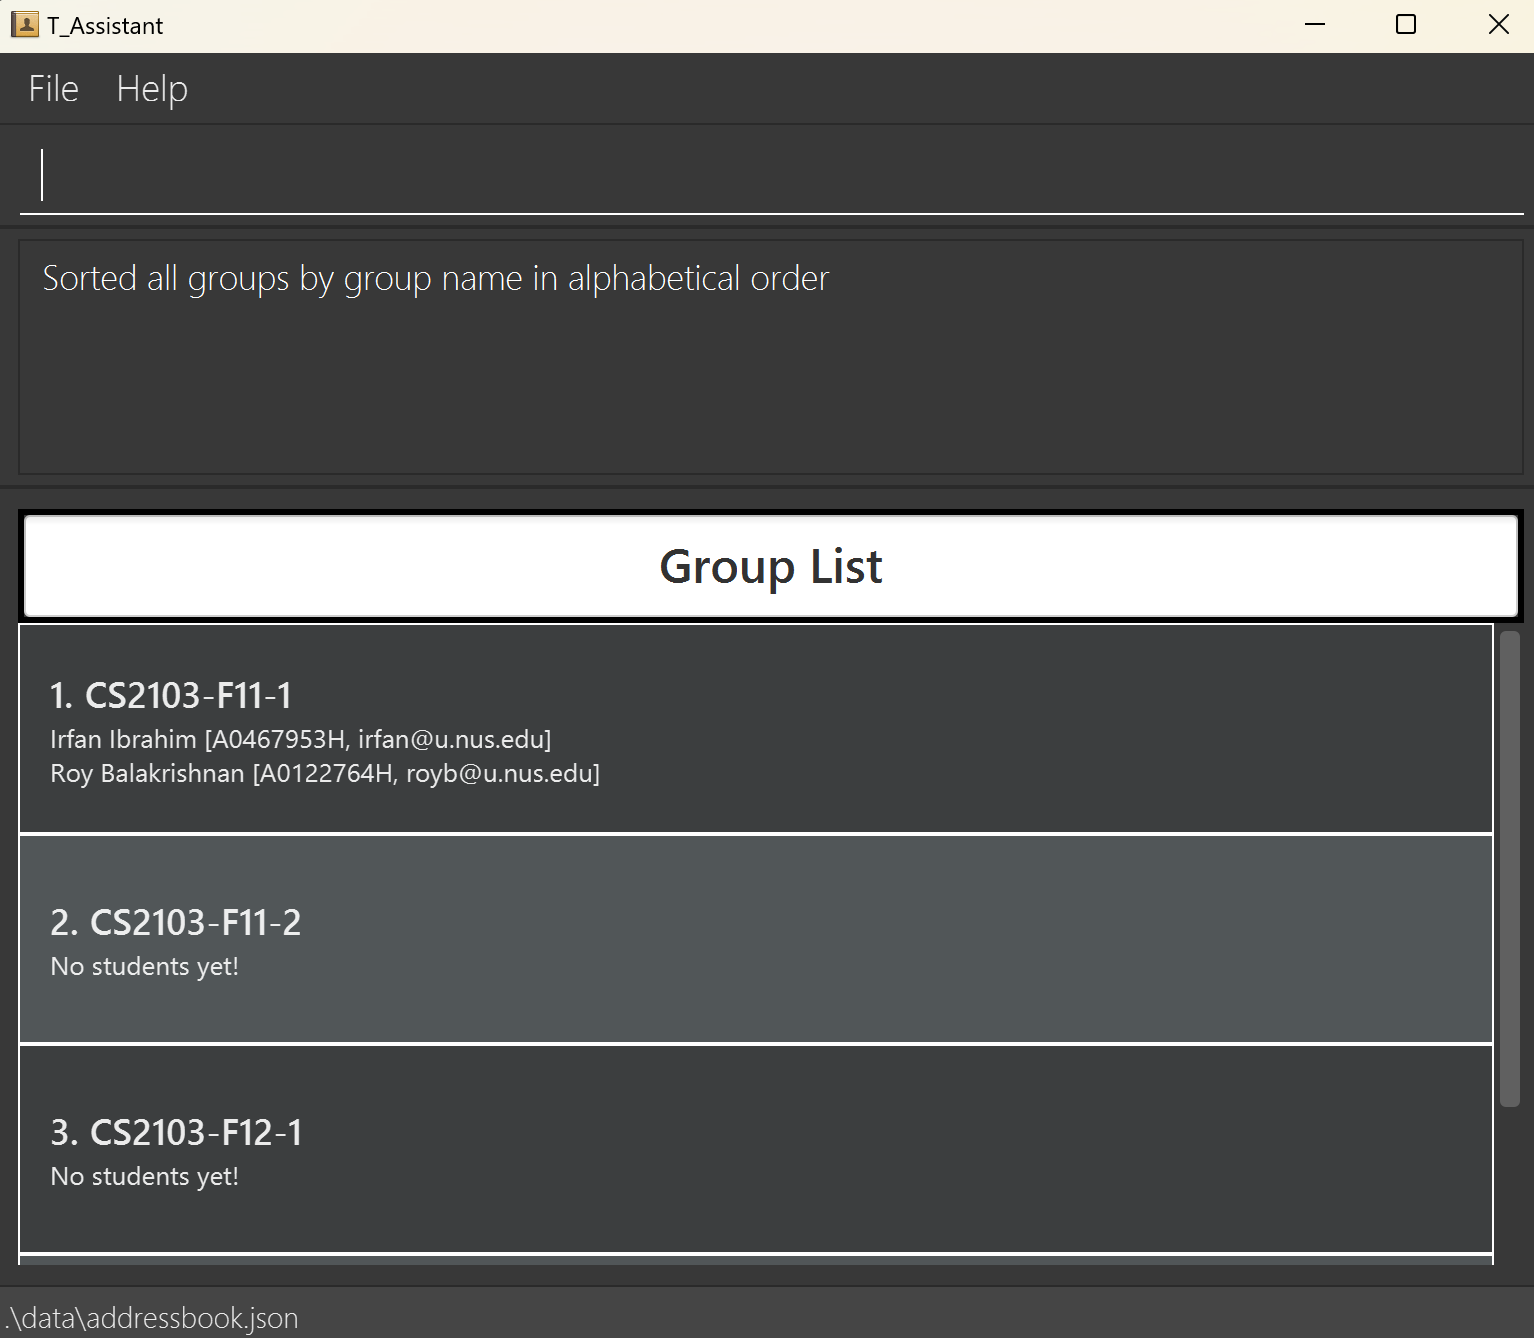 T_Assistant
File Help
Sorted all groups by group name in alphabetical order
Group List
1. CS2103-F11-1
Irfan Ibrahim [A0467953H, irfan@u.nus.edu]
Roy Balakrishnan [A0122764H, royb@u.nus.edu]
2. CS2103-F11-2
No students yet!
3. CS2103-F12-1
No students yet!
.\data\addressbook.json